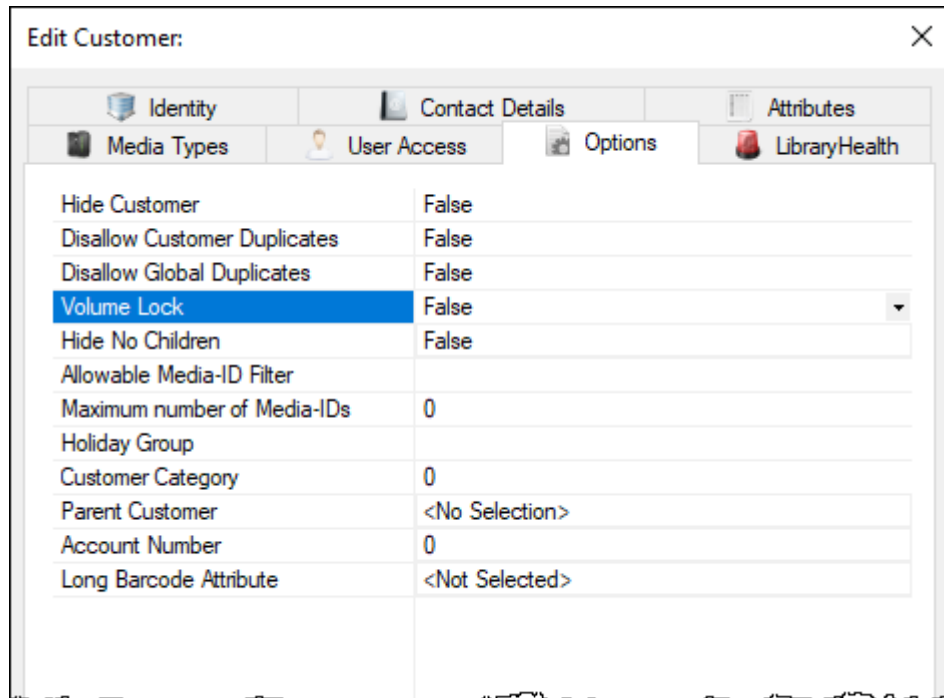 Edit Customer:
Identity Contact Details Attributes
Media Types User Access Options LibraryHealth
Hide Customer False
Disallow Customer Duplicates False
Disallow Global Duplicates False
Volume Lock False
Hide No Children False
Allowable Media-ID Filter
Maximum number of Media-IDs 0
Holiday Group
Customer Category 0
Parent Customer <No Selection>
Account Number 0
Long Barcode Attribute <Not Selected>